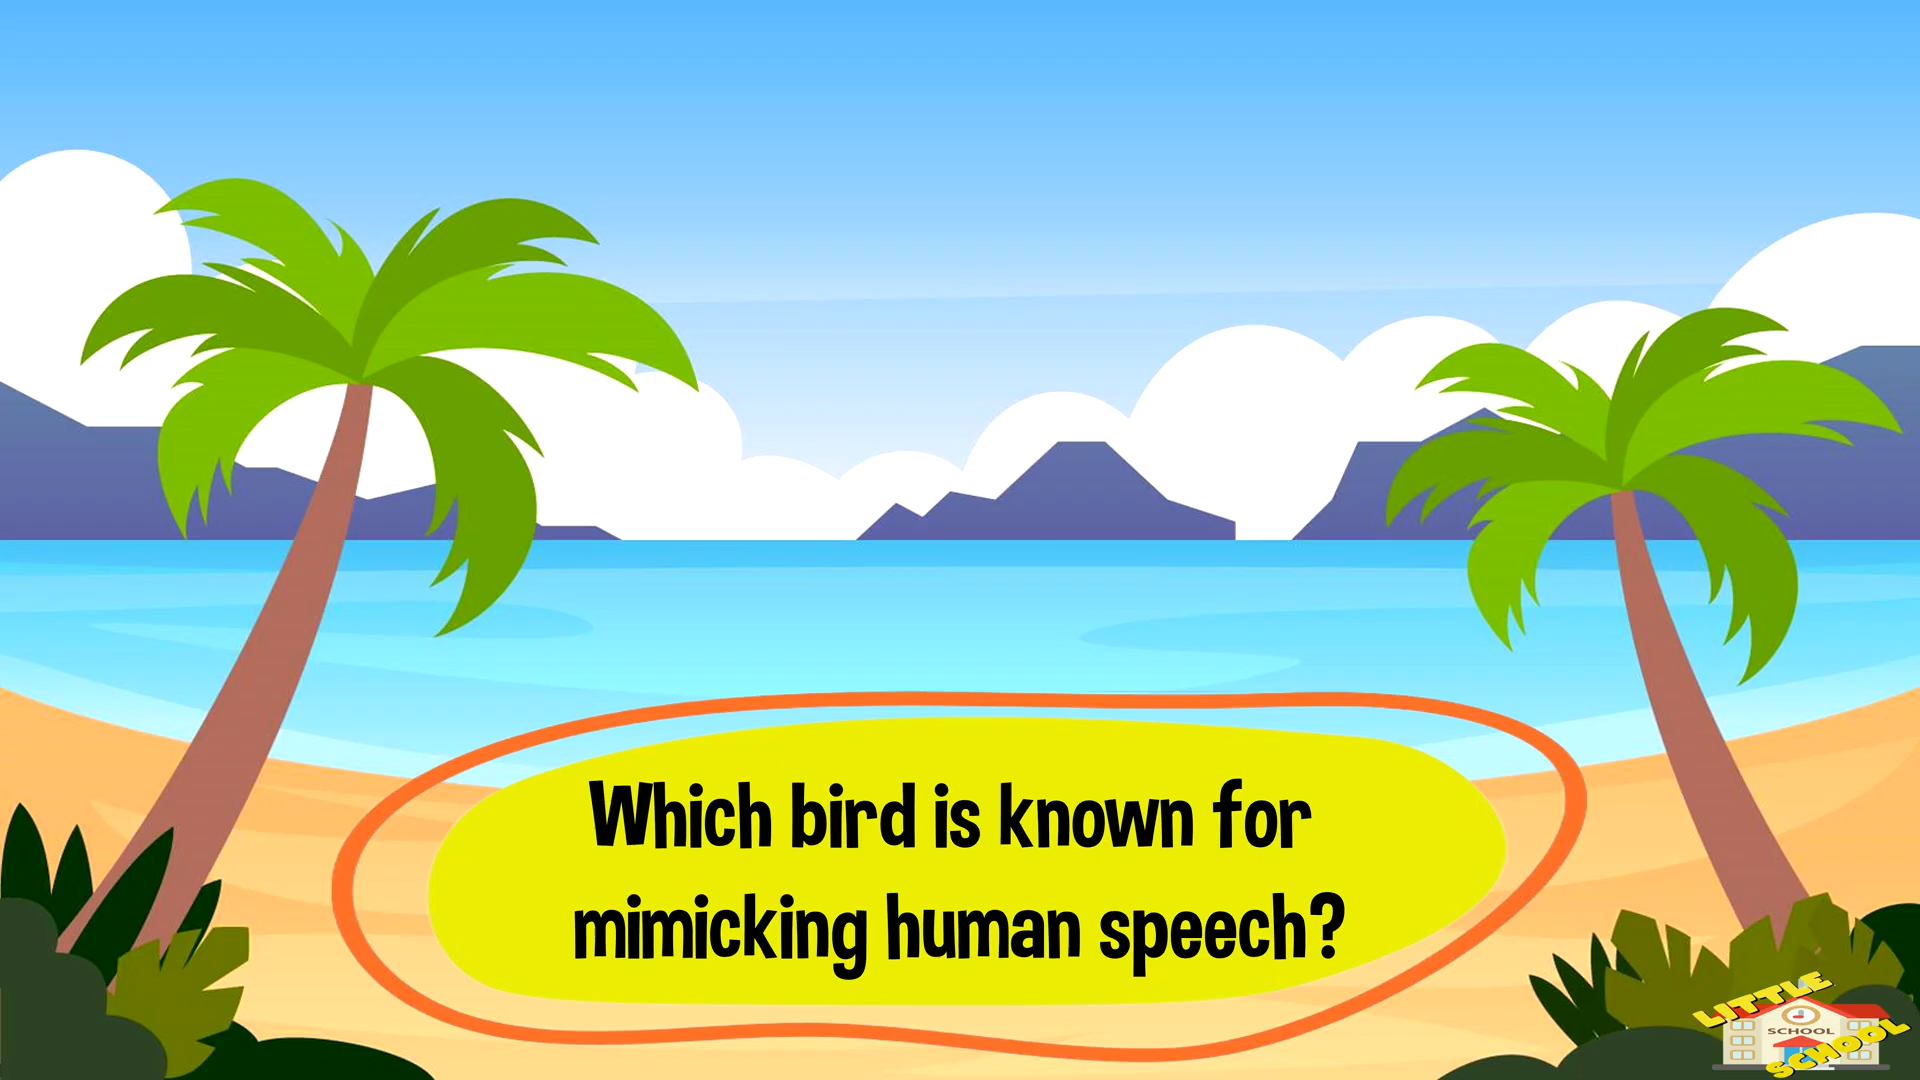 Which bird is known for
mimicking human speech?
LITTLE
SCHOOL
SCHOOL